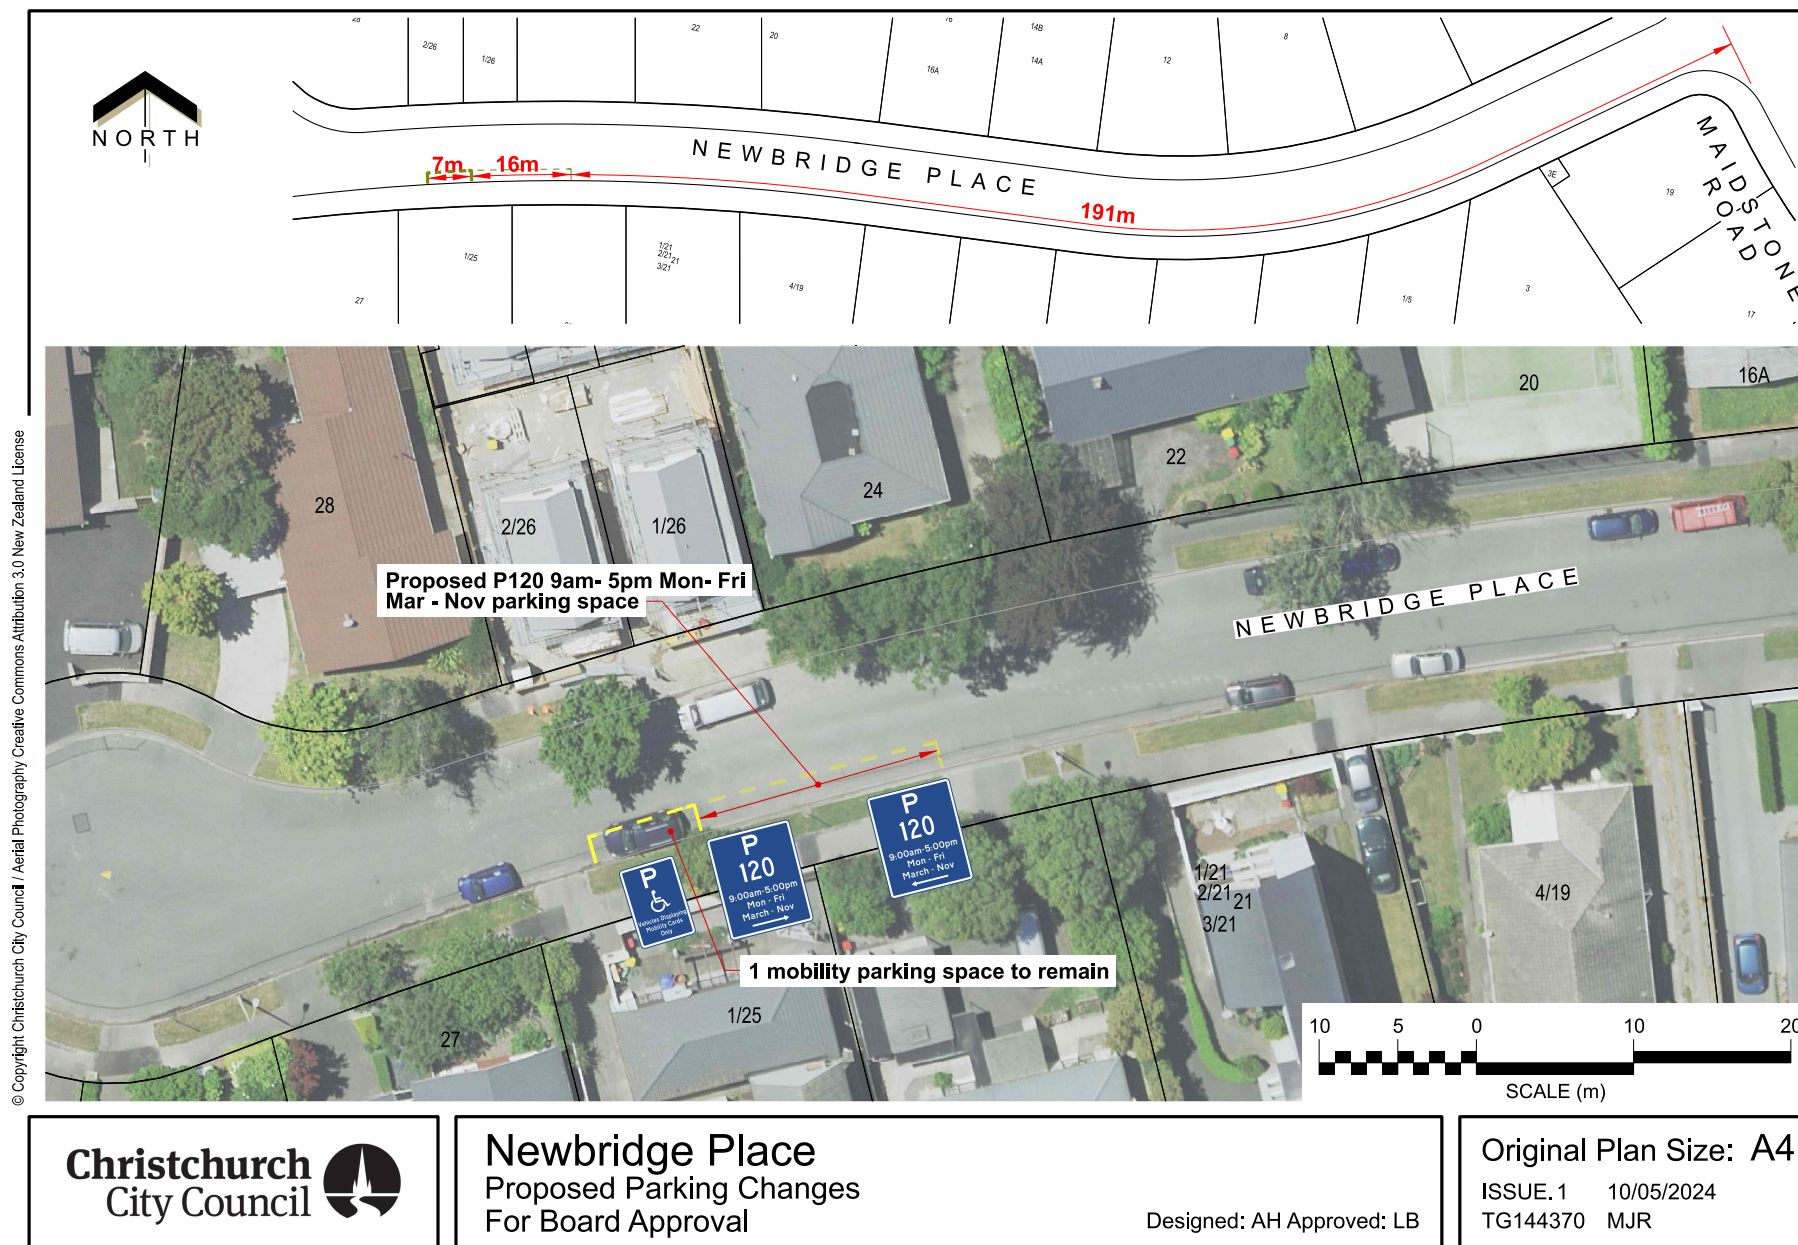 28
2/26
1/26
22
20
16
16A
14B
14A
12
8
NORTH
7m
16m
NEWBRIDGE PLACE
191m
MAIDSTONE
ROAD
3E
19
17
27
1/25
1/21
2/21
21
3/21
4/19
1/5
3
28
2/26
1/26
24
22
20
16A
Proposed P120 9am- 5pm Mon- Fri
Mar - Nov parking space
NEWBRIDGE PLACE
P
120
9:00am-5:00pm
Mon - Fri
March - Nov
P
120
9:00am-5:00pm
Mon - Fri
March - Nov
P
Vehicles Displaying
Mobility Cards
Only
1 mobility parking space to remain
1/21
2/21
21
3/21
4/19
1/25
27
10 5 0 10 20
SCALE (m)
© Copyright Christchurch City Council / Aerial Photography Creative Commons Attribution 3.0 New Zealand License
Christchurch
City Council
Newbridge Place
Proposed Parking Changes
For Board Approval
Designed: AH Approved: LB
Original Plan Size: A4
ISSUE.1 10/05/2024
TG144370 MJR